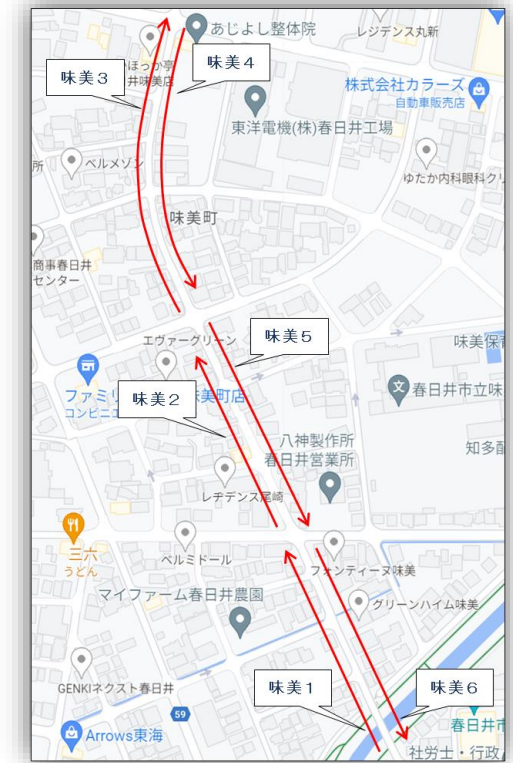 あじよし整体院
レジデンス丸新
味美4
味美3
ほっか亭
井味美店
株式会社カラーズ
自動車販売店
東洋電機(株)春日井工場
所
ベルメゾン
ゆたか内科眼科クリ
味美町
商事春日井
センター
エヴァーグリーン
味美5
味美保育
ファミリ
コンビニエ
美町店
味美2
春日井市立味
八神製作所
春日井営業所
知多
レヂデンス尾崎
三六
うどん
ベルミドール
フォンティーヌ味美
マイファーム春日井農園
グリーンハイム味美
GENKIネクスト春日井
味美1
味美6
59
春日井市
Arrows東海
社労士・行政